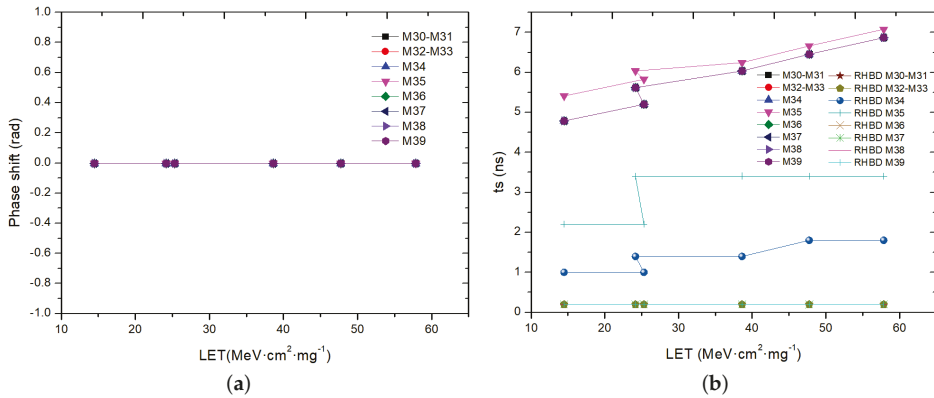 1.0
0.8
0.6
0.4
0.2
0.0
-0.2
-0.4
-0.6
-0.8
-1.0
Phase shift (rad)
10 20 30 40 50 60
LET(MeV·cm²·mg⁻¹)
M30-M31
M32-M33
M34
M35
M36
M37
M38
M39
(a)
7
6
5
4
3
2
1
0
ts (ns)
10 20 30 40 50 60
LET (MeV·cm²·mg⁻¹)
M30-M31 RHBD M30-M31
M32-M33 RHBD M32-M33
M34 RHBD M34
M35 RHBD M35
M36 RHBD M36
M37 RHBD M37
M38 RHBD M38
M39 RHBD M39
(b)